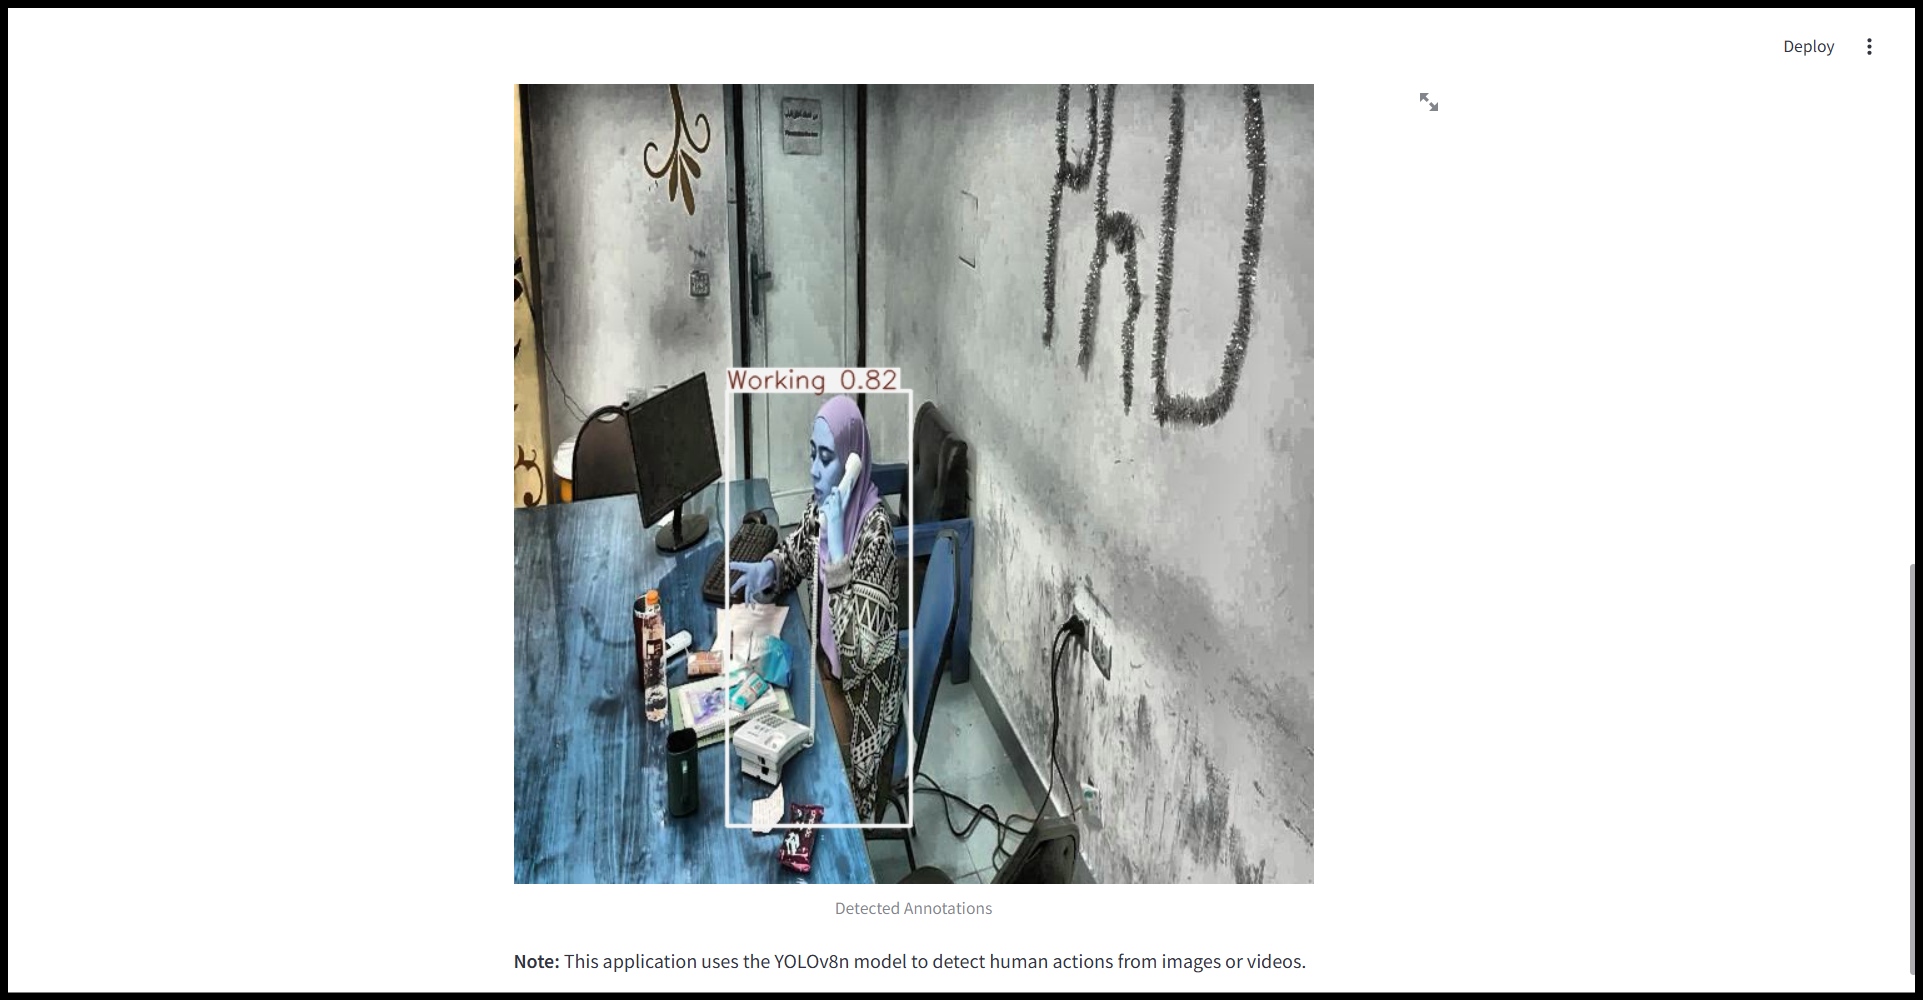 Deploy
Working 0.82
Detected Annotations
Note: This application uses the YOLOv8n model to detect human actions from images or videos.